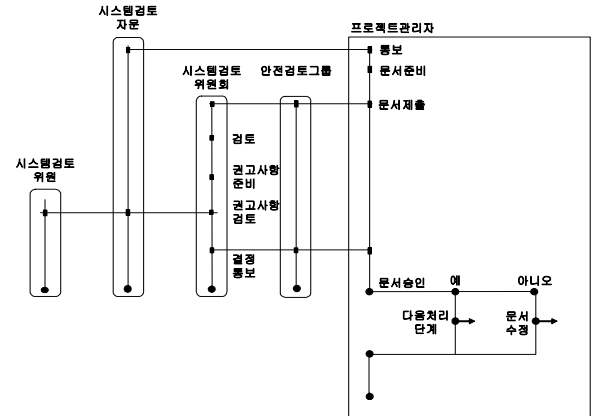 시스템검토
자문
프로젝트관리자
통보
시스템검토
위원회
안전검토그룹
문서준비
문서제출
검토
시스템검토
위원
권고사항
준비
권고사항
검토
결정
통보
문서승인
예
아니오
다음처리
단계
문서
수정